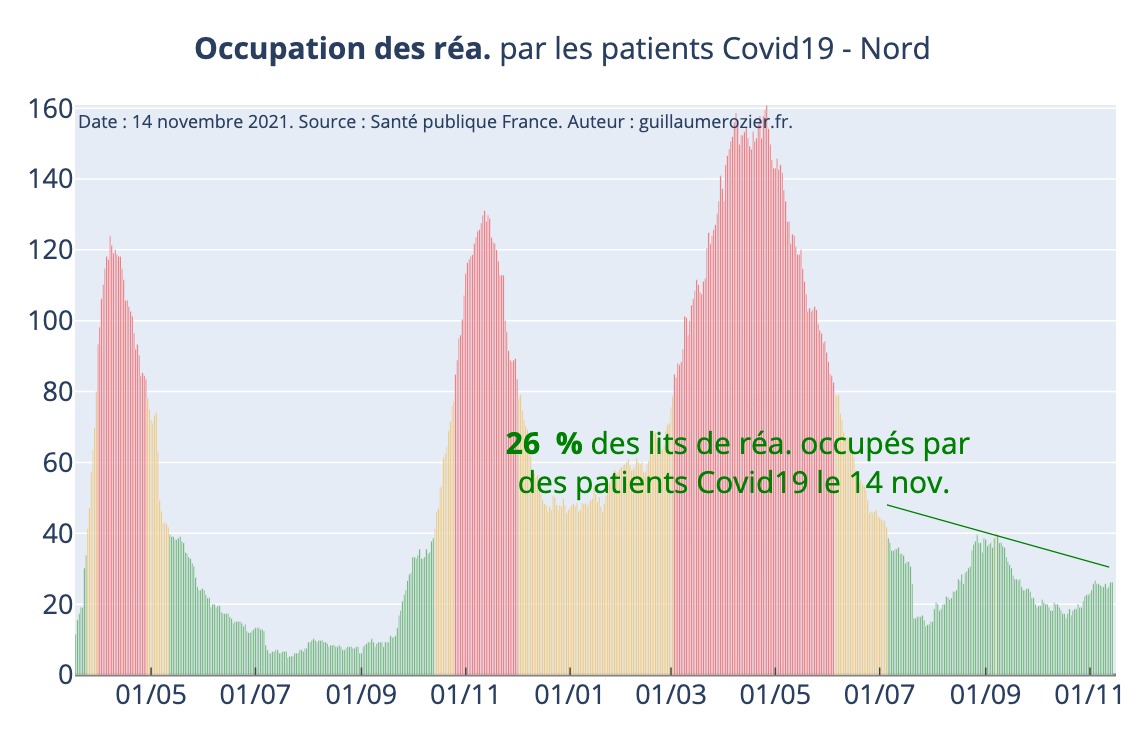 Occupation des réa. par les patients Covid19 - Nord
160
Date : 14 novembre 2021. Source : Santé publique France. Auteur : guillaumerozier.fr.
140
120
100
80
26 % des lits de réa. occupés par
des patients Covid19 le 14 nov.
60
40
20
0
01/05 01/07 01/09 01/11 01/01 01/03 01/05 01/07 01/09 01/11